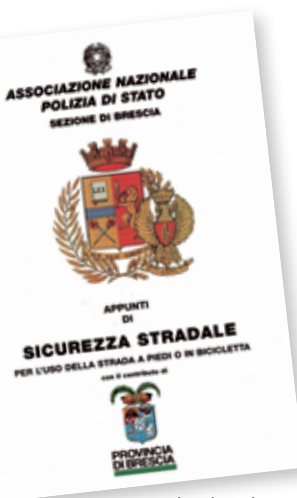 ASSOCIAZIONE NAZIONALE
POLIZIA DI STATO
SEZIONE DI BRESCIA
APPUNTI
DI
SICUREZZA STRADALE
PER L'USO DELLA STRADA A PIEDI O IN BICICLETTA
con il contributo di
PROVINCIA
DI BRESCIA